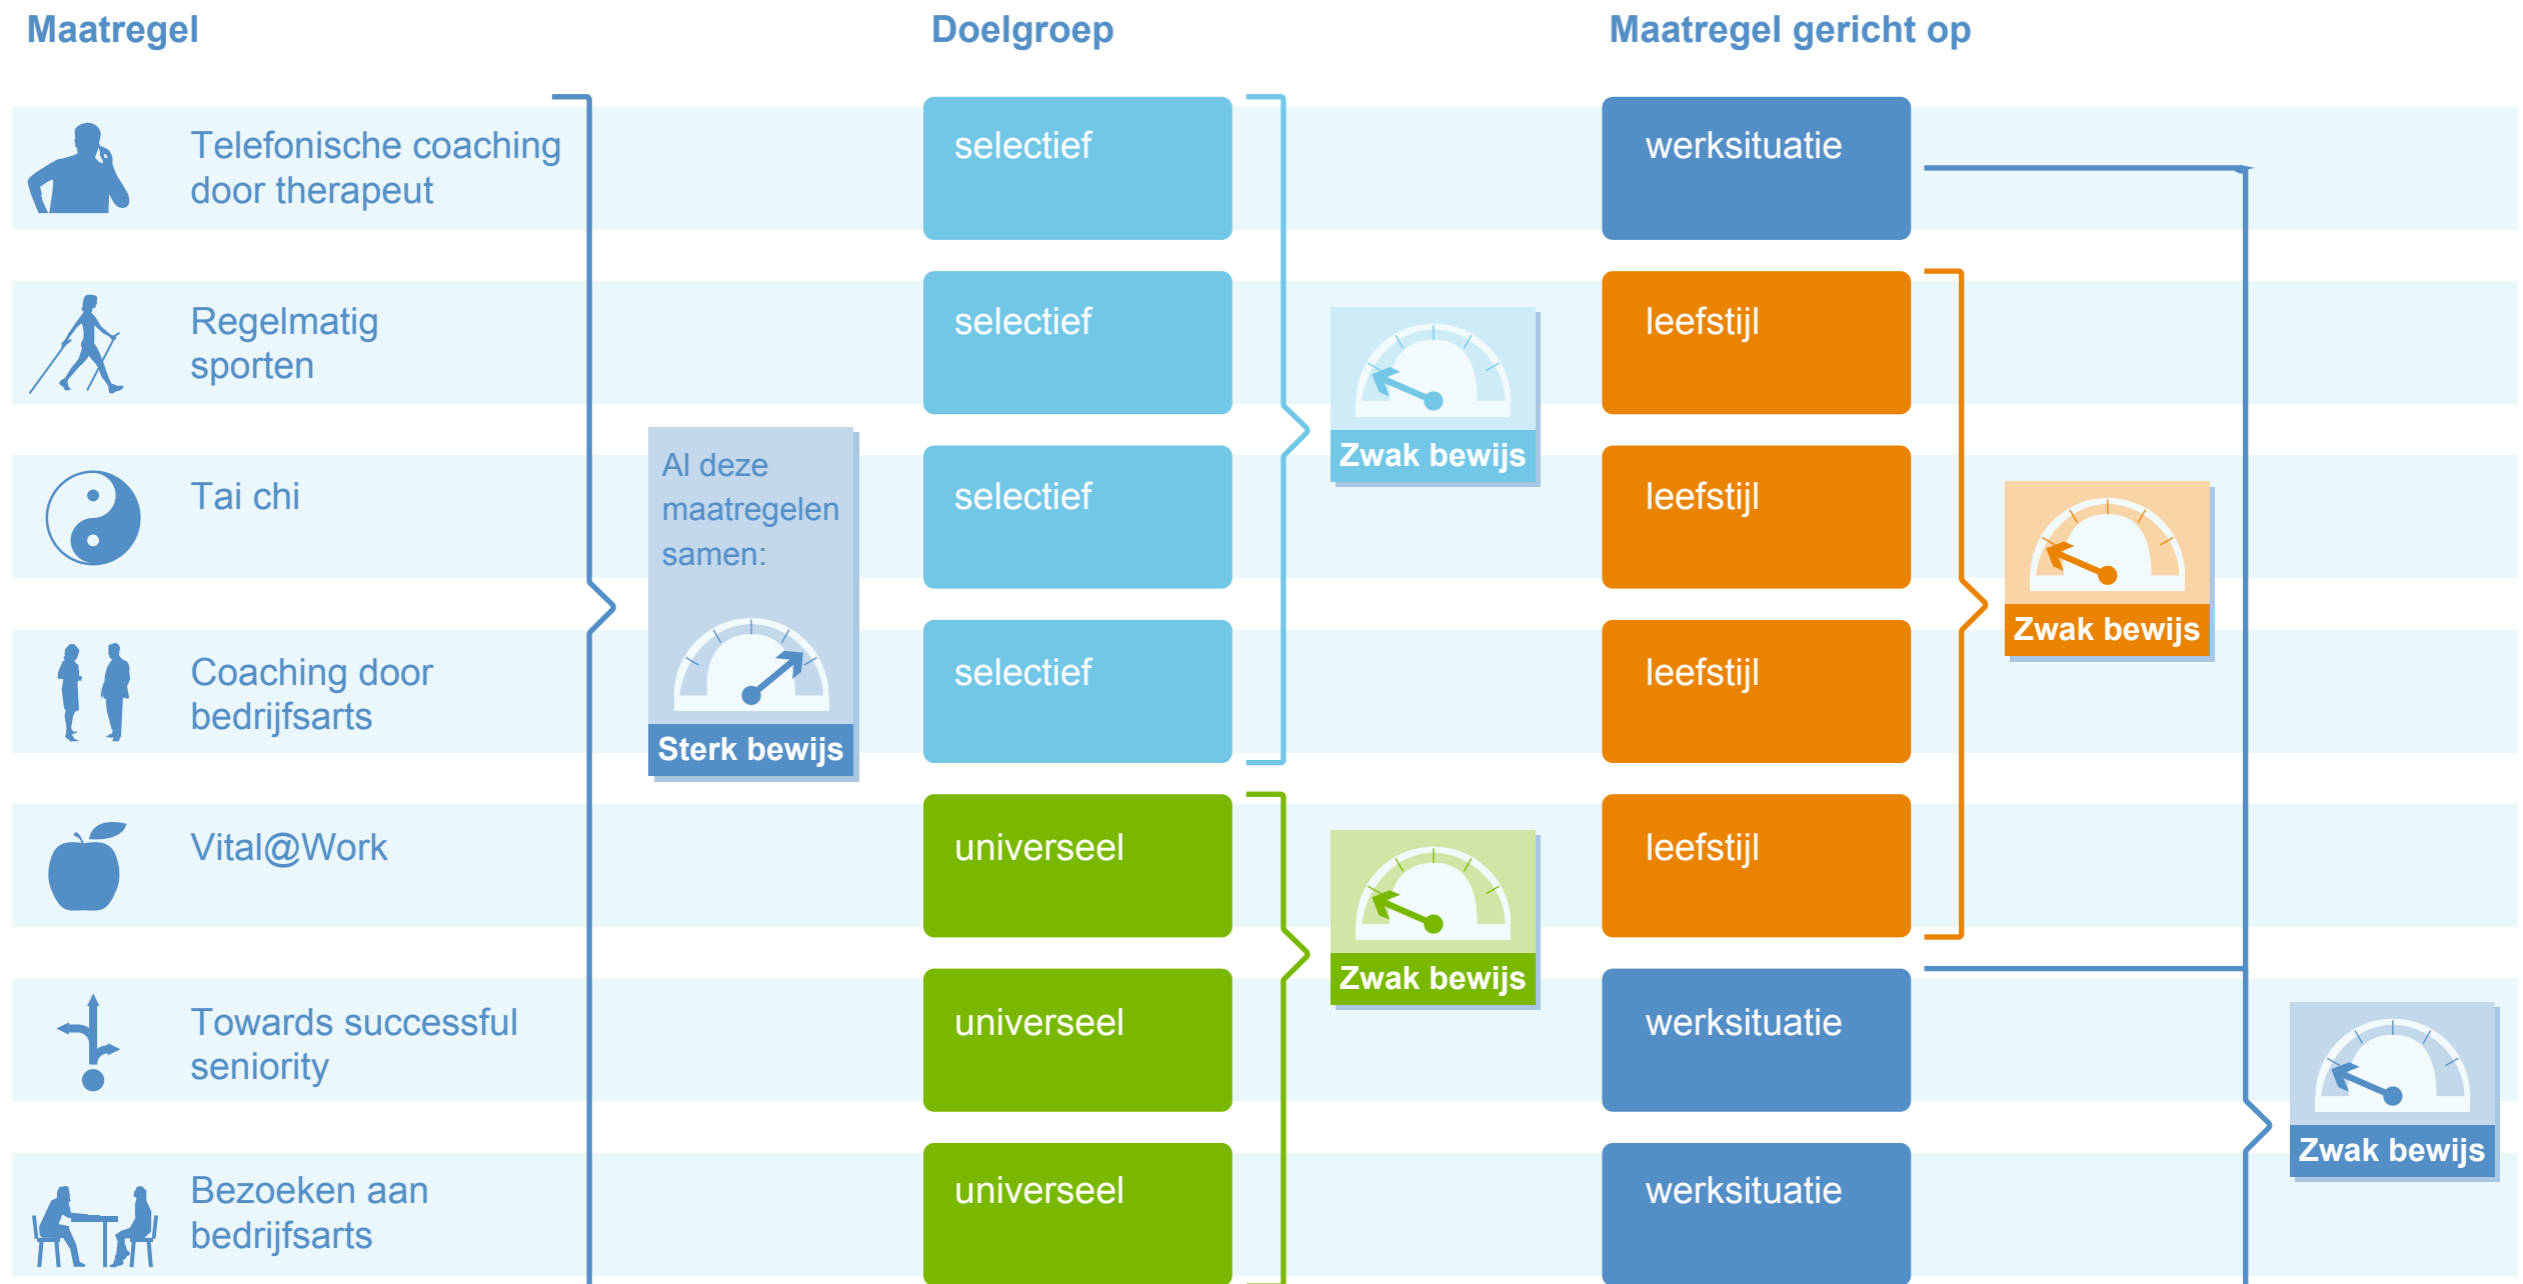 Maatregel
Doelgroep
Maatregel gericht op
Telefonische coaching
door therapeut
selectief
werksituatie
Regelmatig
sporten
selectief
leefstijl
Zwak bewijs
Tai chi
Al deze
maatregelen
samen:
Sterk bewijs
selectief
leefstijl
Zwak bewijs
Coaching door
bedrijfsarts
selectief
leefstijl
Vital@Work
universeel
leefstijl
Zwak bewijs
Towards successful
seniority
universeel
werksituatie
Zwak bewijs
Bezoeken aan
bedrijfsarts
universeel
werksituatie